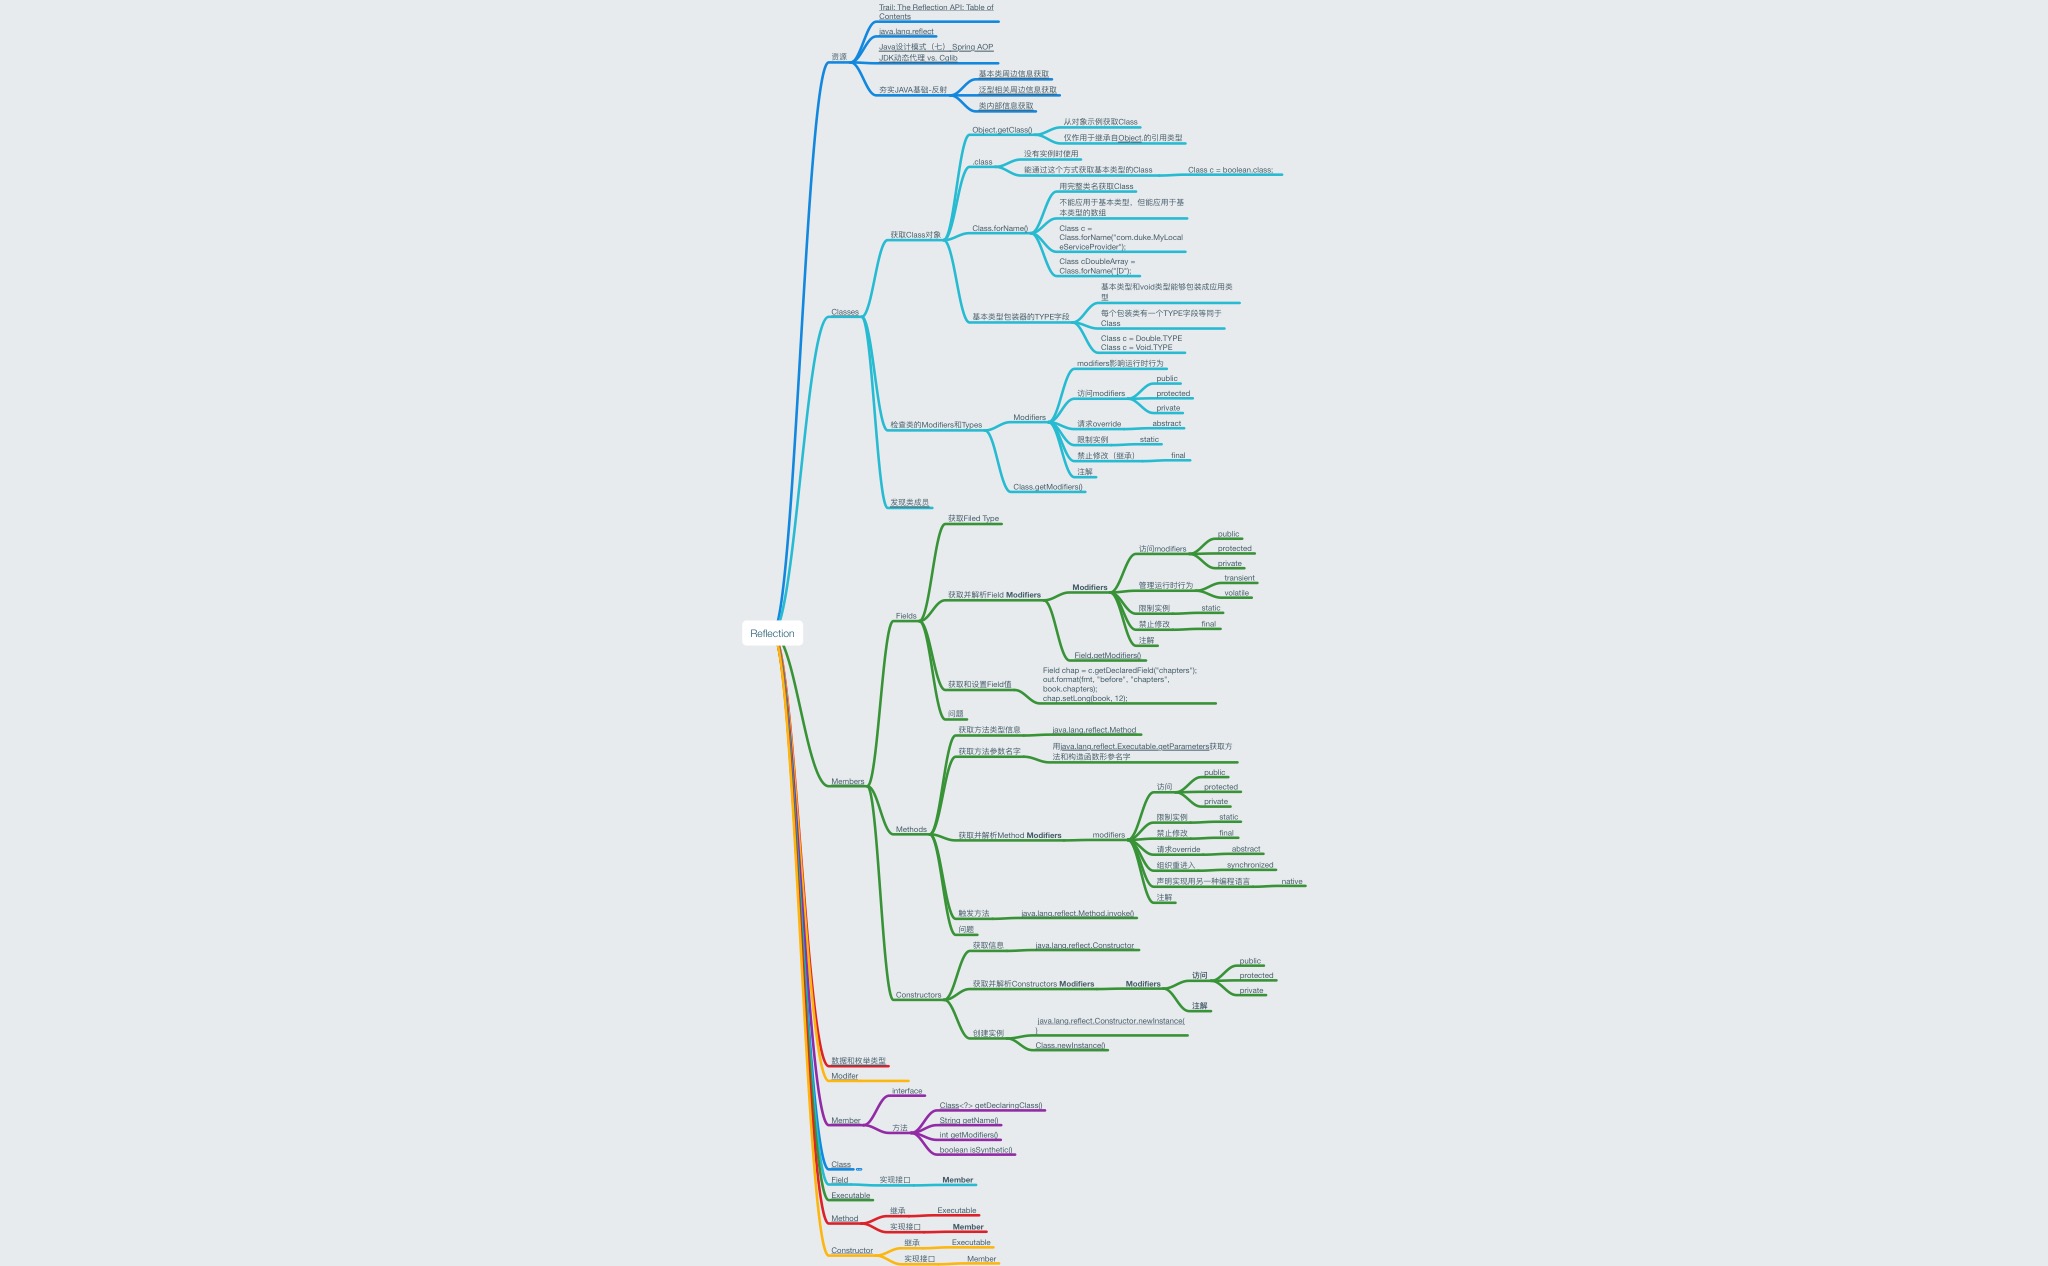 Trail: The Reflection API: Table of
Contents
java.lang.reflect
资源
Java设计模式（七） Spring AOP
JDK动态代理 vs. Cglib
夯实JAVA基础-反射
基本类周边信息获取
泛型相关周边信息获取
类内部信息获取
Classes
获取Class对象
Object.getClass()
从对象示例获取Class
仅作用于继承自Object.的引用类型
.class
没有实例时使用
能通过这个方式获取基本类型的Class
Class c = boolean.class;
Class.forName()
用完整类名获取Class
不能应用于基本类型，但能应用于基
本类型的数组
Class c =
Class.forName("com.duke.MyLocal
eServiceProvider");
Class cDoubleArray =
Class.forName("[D");
基本类型包装器的TYPE字段
基本类型和void类型能够包装成应用类
型
每个包装类有一个TYPE字段等同于
Class
Class c = Double.TYPE
Class c = Void.TYPE
检查类的Modifiers和Types
Modifiers
modifiers影响运行时行为
访问modifiers
public
protected
private
请求override
abstract
限制实例
static
禁止修改（继承）
final
注解
Class.getModifiers()
发现类成员
Reflection
Members
Fields
获取Filed Type
获取并解析Field Modifiers
Modifiers
访问modifiers
public
protected
private
管理运行时行为
transient
volatile
限制实例
static
禁止修改
final
注解
Field.getModifiers()
获取和设置Field值
Field chap = c.getDeclaredField("chapters");
out.format(fmt, "before", "chapters",
book.chapters);
chap.setLong(book, 12);
问题
Methods
获取方法类型信息
java.lang.reflect.Method
获取方法参数名字
用java.lang.reflect.Executable.getParameters获取方
法和构造函数形参名字
获取并解析Method Modifiers
modifiers
访问
public
protected
private
限制实例
static
禁止修改
final
请求override
abstract
组织重进入
synchronized
声明实现用另一种编程语言
native
注解
触发方法
java.lang.reflect.Method.invoke()
问题
Constructors
获取信息
java.lang.reflect.Constructor
获取并解析Constructors Modifiers
Modifiers
访问
public
protected
private
注解
创建实例
java.lang.reflect.Constructor.newInstance(
)
Class.newInstance()
数据和枚举类型
Modifer
Member
interface
方法
Class<?> getDeclaringClass()
String getName()
int getModifiers()
boolean isSynthetic()
Class
Field
实现接口
Member
Executable
Method
继承
Executable
实现接口
Member
Constructor
继承
Executable
实现接口
Member